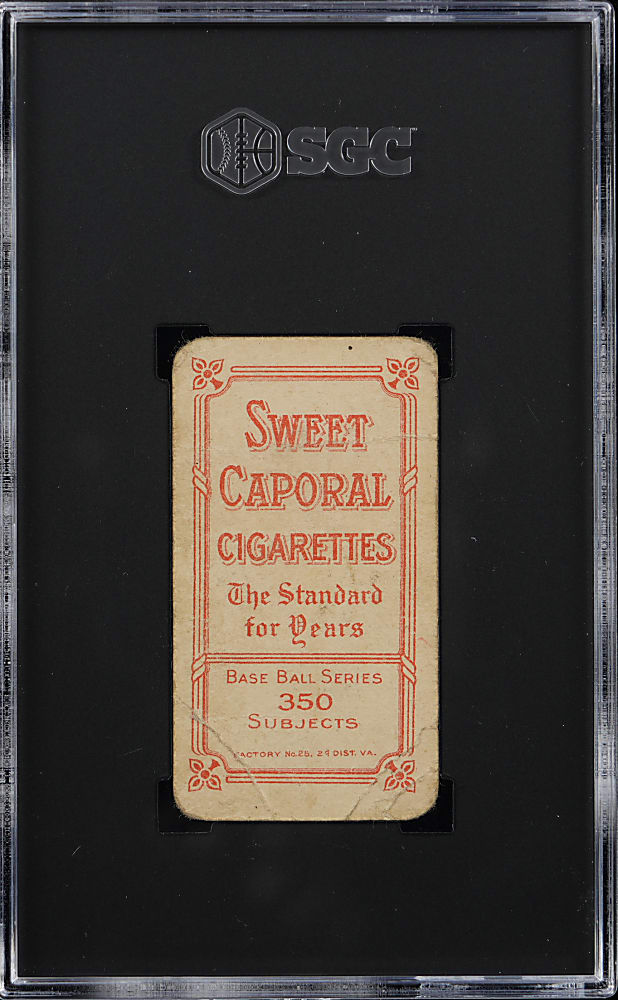 SGC
SWEET
CAPORAL
CIGARETTES
The Standard
for Years
BASE BALL SERIES
350
SUBJECTS
FACTORY No. 25, 2d DIST. VA.